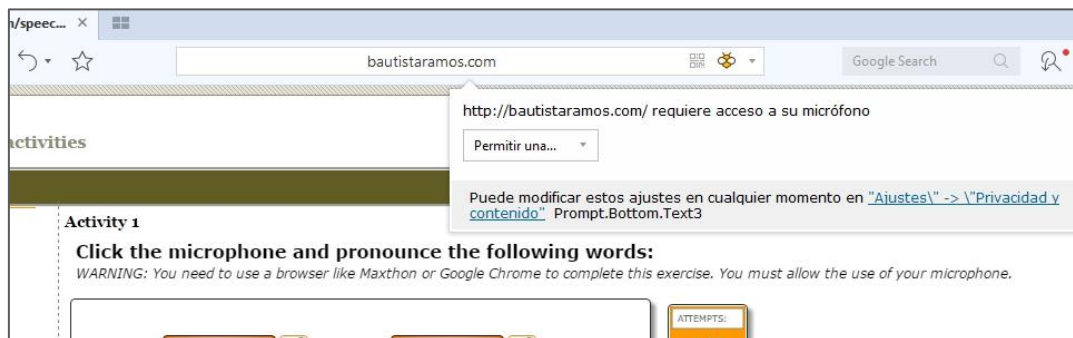 n/speec...
bautistaramos.com
Google Search
http://bautistaramos.com/ requiere acceso a su micrófono
Permitir una...
Puede modificar estos ajustes en cualquier momento en "Ajustes\" -> \"Privacidad y
contenido" Prompt.Bottom.Text3
activities
Activity 1
Click the microphone and pronounce the following words:
WARNING: You need to use a browser like Maxthon or Google Chrome to complete this exercise. You must allow the use of your microphone.
ATTEMPTS: